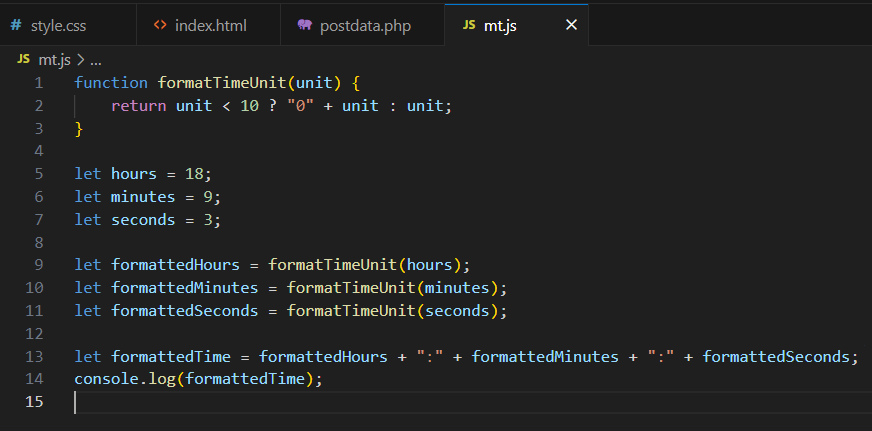 # style.css <> index.html postdata.php JS mt.js ×
JS mt.js > ...
1 function formatTimeUnit(unit) {
2     return unit < 10 ? "0" + unit : unit;
3 }
4
5 let hours = 18;
6 let minutes = 9;
7 let seconds = 3;
8
9 let formattedHours = formatTimeUnit(hours);
10 let formattedMinutes = formatTimeUnit(minutes);
11 let formattedSeconds = formatTimeUnit(seconds);
12
13 let formattedTime = formattedHours + ":" + formattedMinutes + ":" + formattedSeconds;
14 console.log(formattedTime);
15